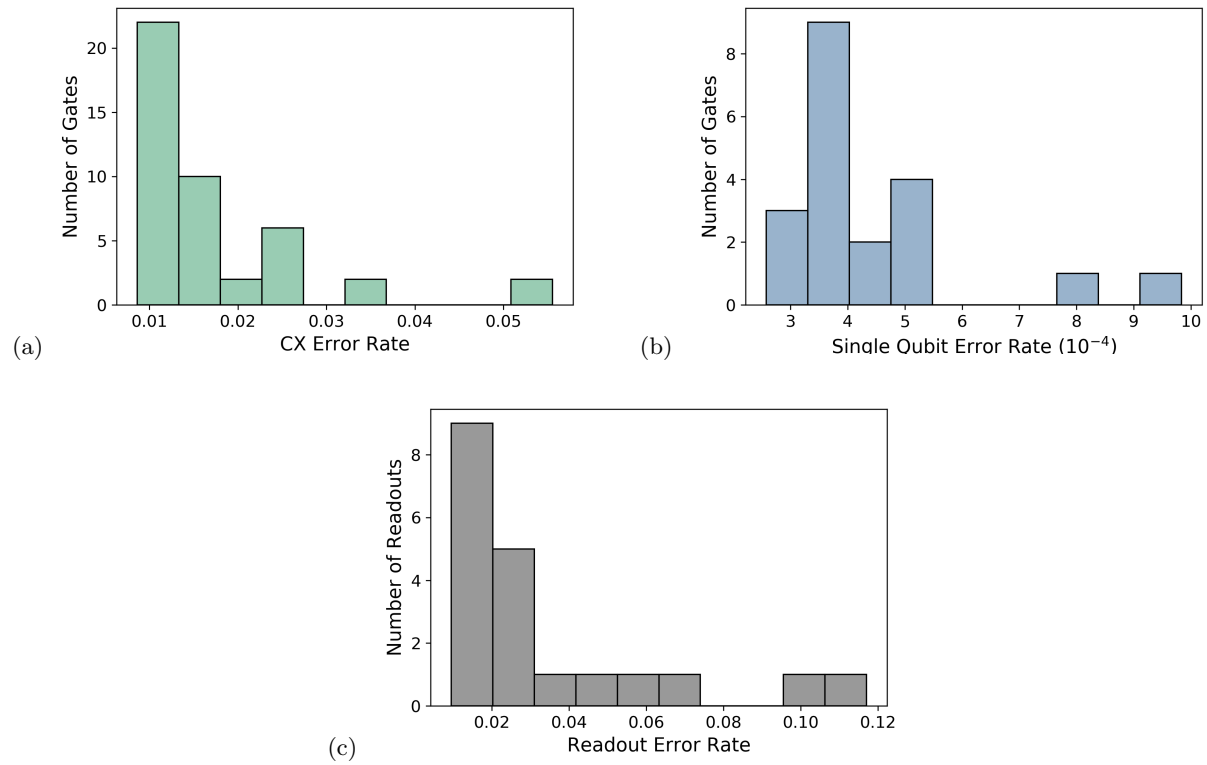 20
15
10
5
0
Number of Gates
0.01 0.02 0.03 0.04 0.05
CX Error Rate
(a)
8
6
4
2
0
Number of Gates
3 4 5 6 7 8 9 10
Single Qubit Error Rate (10⁻⁴)
(b)
8
6
4
2
0
Number of Readouts
0.02 0.04 0.06 0.08 0.10 0.12
Readout Error Rate
(c)